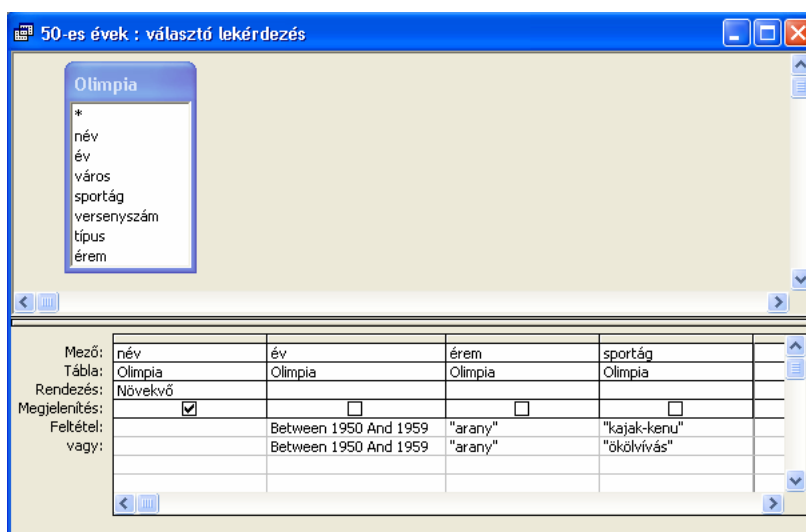 50-es évek : választó lekérdezés
Olimpia
*
név
év
város
sportág
versenyszám
típus
érem
Mező: név év érem sportág
Tábla: Olimpia Olimpia Olimpia Olimpia
Rendezés: Növekvő
Megjelenítés:
Feltétel: Between 1950 And 1959 "arany" "kajak-kenu"
vagy: Between 1950 And 1959 "arany" "ökölvívás"